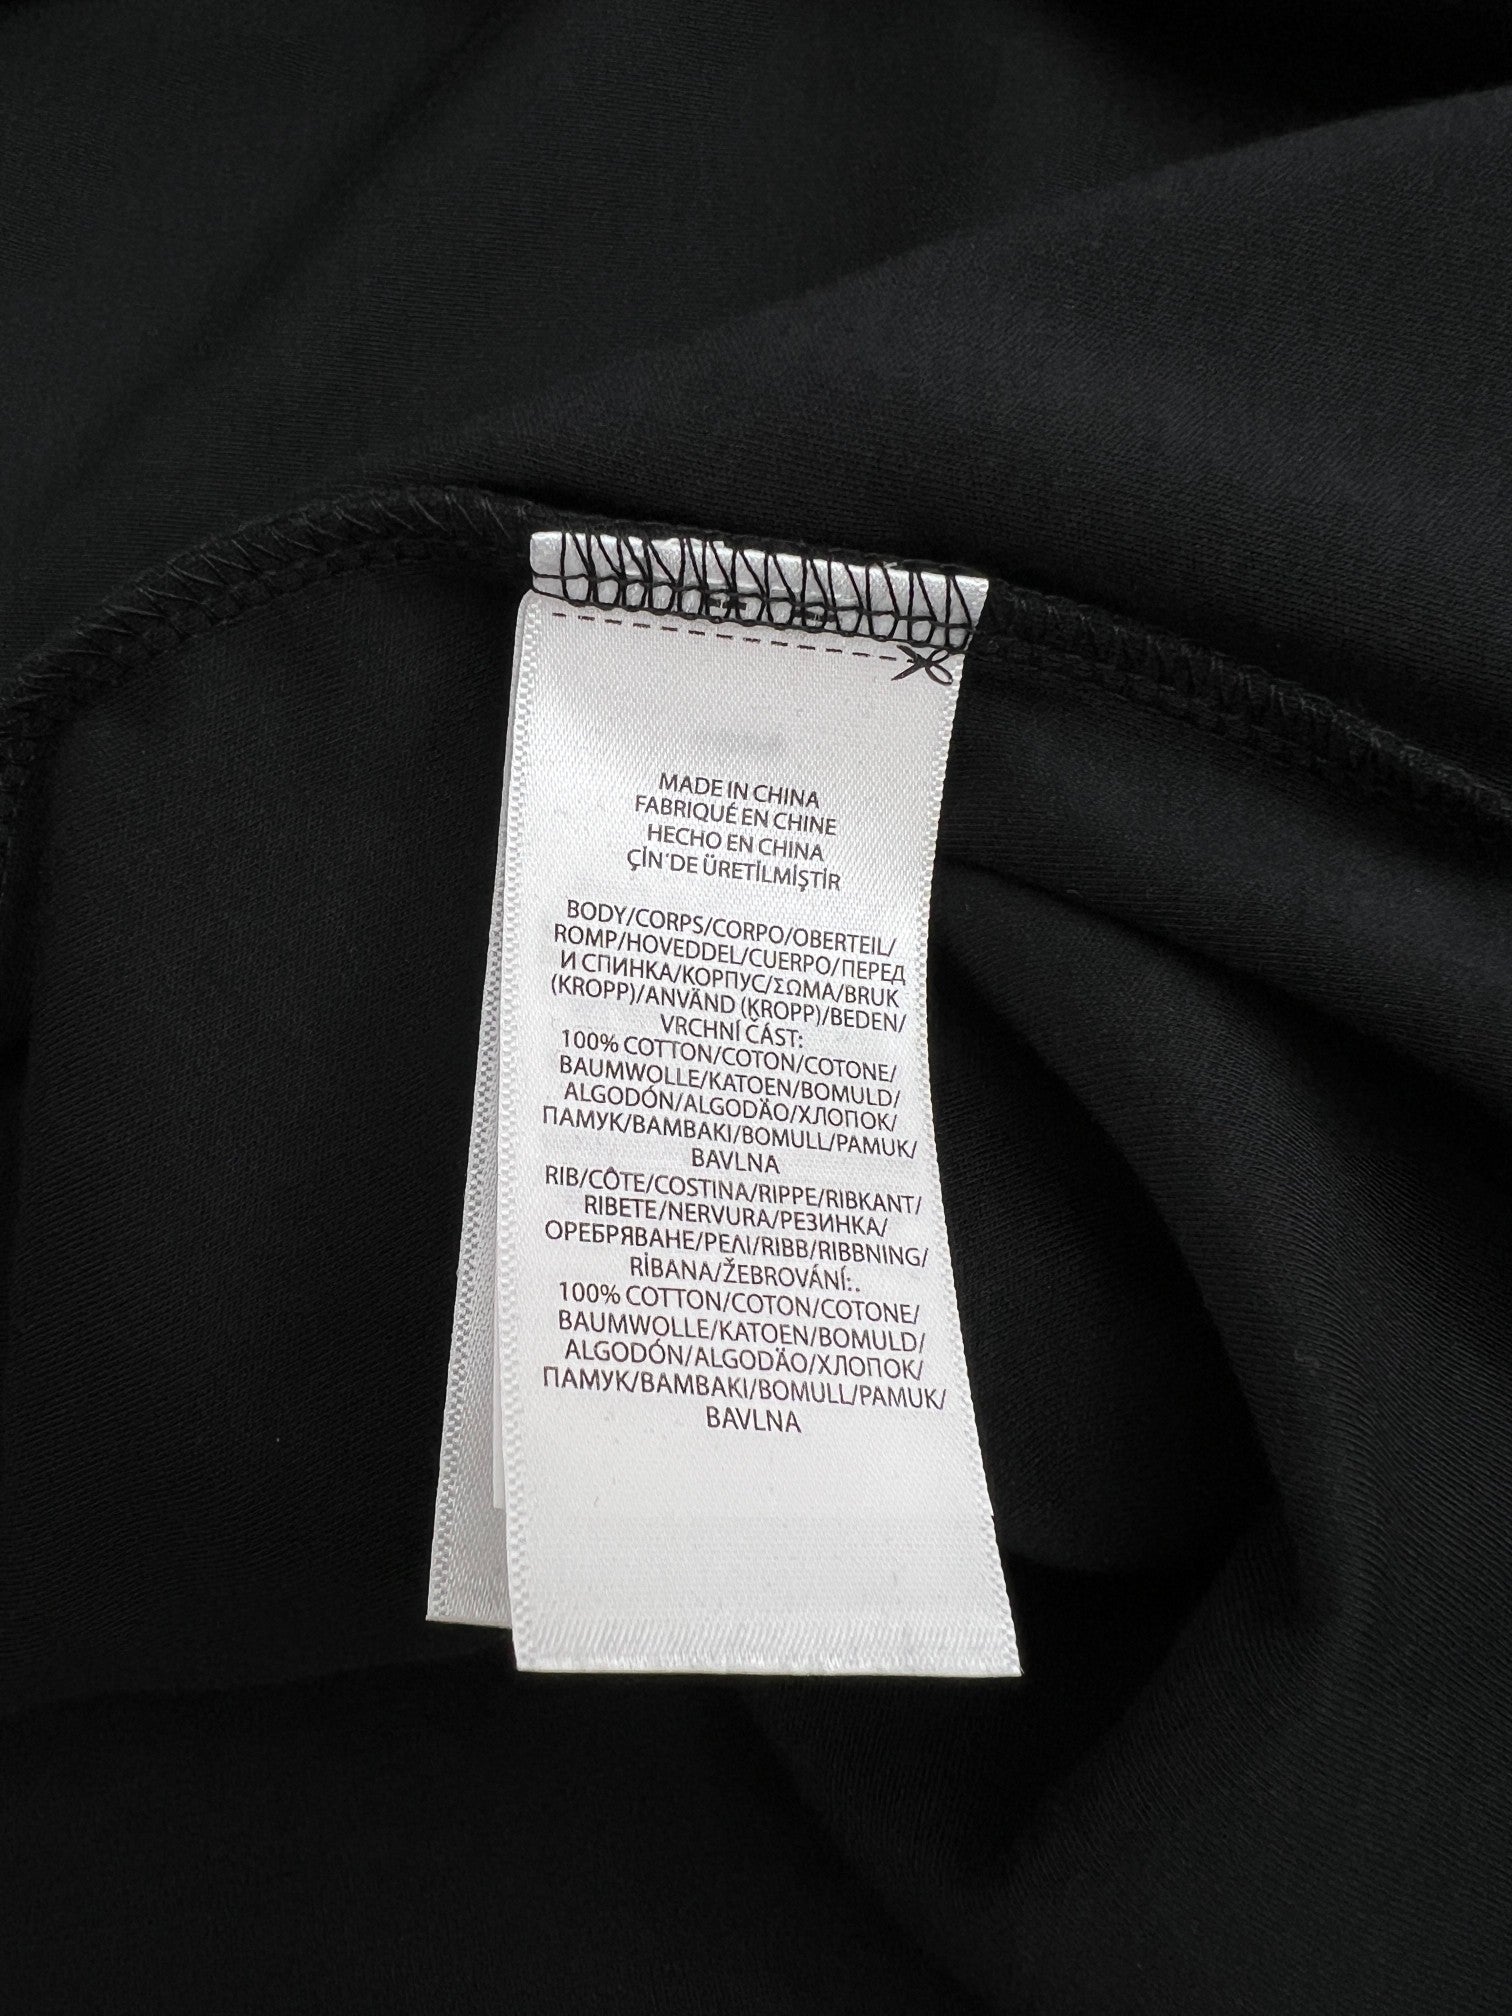 MADE IN CHINA
FABRIQUÉ EN CHINE
HECHO EN CHINA
ÇİN'DE ÜRETİLMİŞTİR
BODY/CORPS/CORPO/OBERTEIL/
ROMP/HOVEDDEL/CUERPO/ПЕРЕД
И СПИНКА/КОРПУС/ΣΩΜΑ/BRUK
(KROPP)/ANVÄND (KROPP)/BEDEN/
VRCHNÍ ČÁST:
100% COTTON/COTON/COTONE/
BAUMWOLLE/KATOEN/BOMULD/
ALGODÓN/ALGODÄO/ХЛОПОК/
ПАМУК/BAMBAKI/BOMULL/PAMUK/
BAVLNA
RIB/CÔTE/COSTINA/RIPPE/RIBKANT/
RIBETE/NERVURA/РЕЗИНКА/
ОРЕБРЯВАНЕ/ΡΕΛΙ/RIBB/RIBBNING/
RİBANA/ŽEBROVÁNÍ:.
100% COTTON/COTON/COTONE/
BAUMWOLLE/KATOEN/BOMULD/
ALGODÓN/ALGODÄO/ХЛОПОК/
ПАМУК/BAMBAKI/BOMULL/PAMUK/
BAVLNA